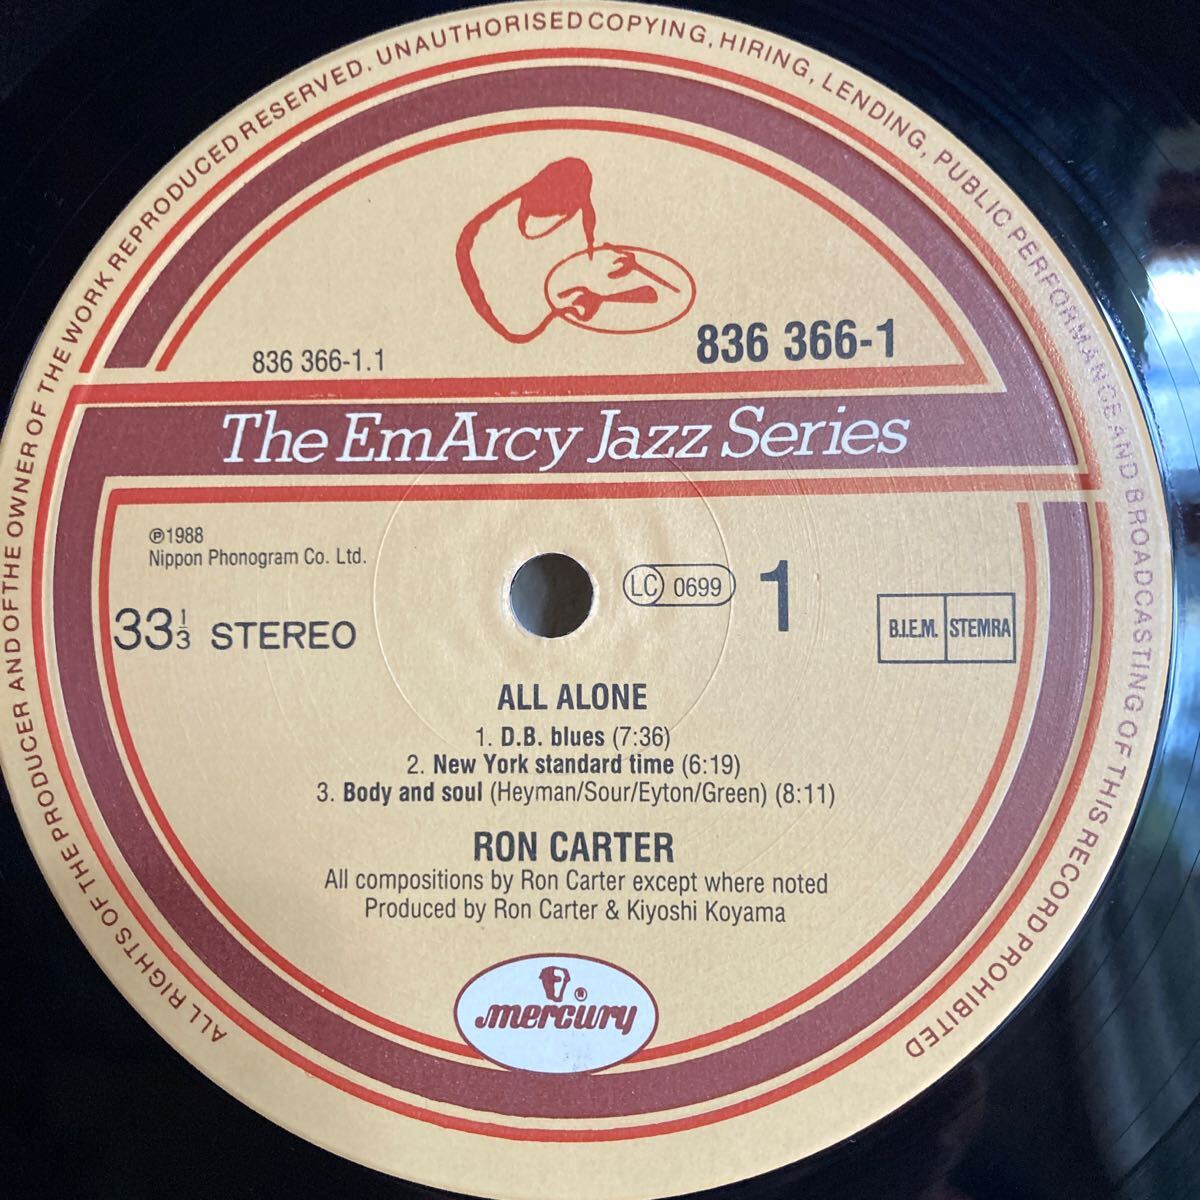 ALL RIGHTS OF THE PRODUCER AND OF THE OWNER OF THE WORK REPRODUCED RESERVED. UNAUTHORISED COPYING, HIRING, LENDING, PUBLIC PERFORMANCE AND BROADCASTING OF THIS RECORD PROHIBITED
836 366-1.1
836 366-1
The EmArcy Jazz Series
℗1988
Nippon Phonogram Co. Ltd.
LC 0699
1
33 1/3 STEREO
B.I.E.M. STEMRA
ALL ALONE
1. D.B. blues (7:36)
2. New York standard time (6:19)
3. Body and soul (Heyman/Sour/Eyton/Green) (8:11)
RON CARTER
All compositions by Ron Carter except where noted
Produced by Ron Carter & Kiyoshi Koyama
®
mercury